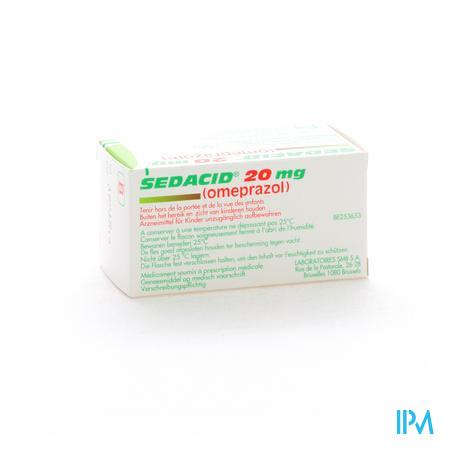 SEDACID® 20 mg
(omeprazol)
Tenir hors de la portée et de la vue des enfants
Buiten het bereik en zicht van kinderen houden
Arzneimittel für Kinder unzugänglich aufbewahren
BE253653
A conserver à une température ne dépassant pas 25°C
Conserver le flacon soigneusement fermé à l'abri de l'humidité.
Bewaren beneden 25°C
De fles goed afgesloten houden ter bescherming tegen vocht
Nicht über 25 °C lagern.
Die Flasche fest verschlossen halten, um den Inhalt vor Feuchtigkeit zu schützen.
Médicament soumis à prescription médicale.
Geneesmiddel op medisch voorschrift
Verschreibungspflichtig
LABORATOIRES SMB S.A.
Rue de la Pastorale, 26-28
Bruxelles 1080 Brussels
IPM